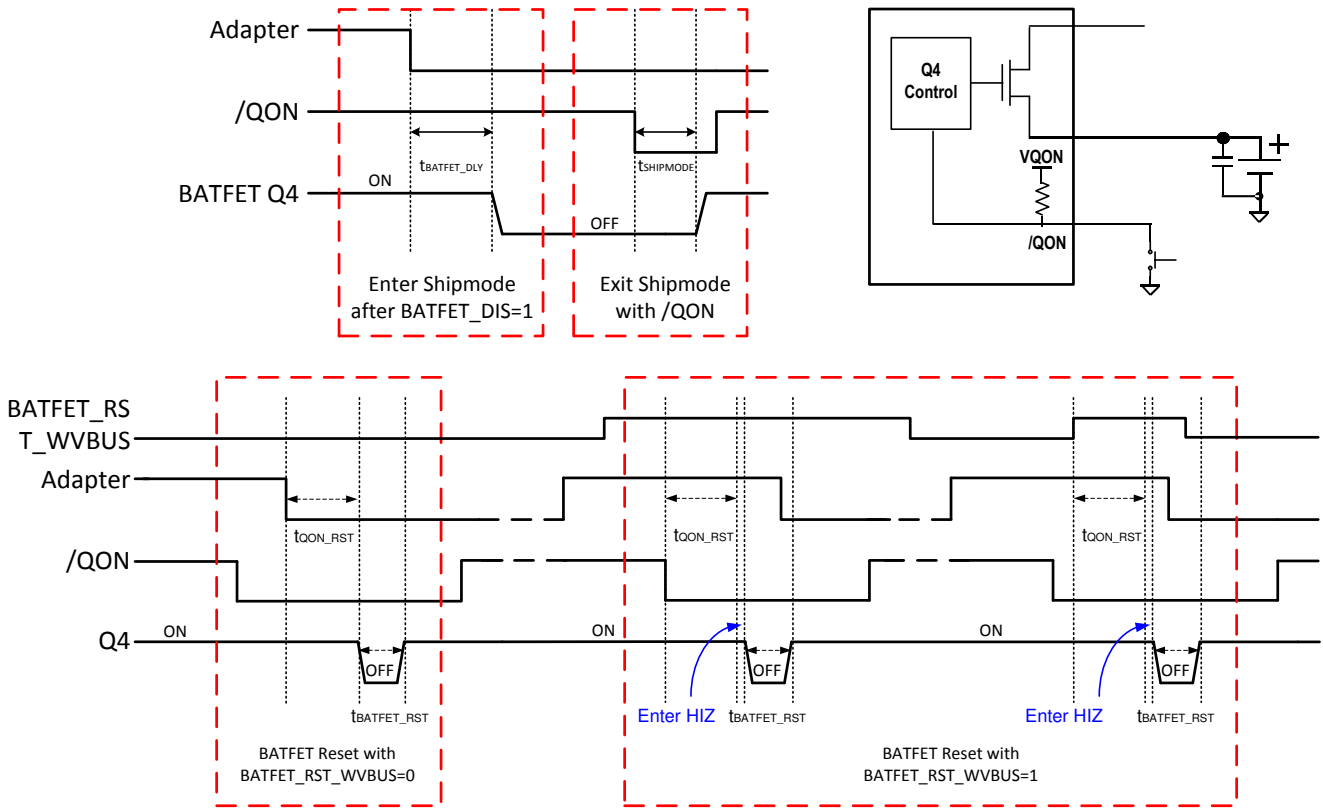 Adapter
/QON
tBATFET_DLY
tSHIPMODE
BATFET Q4
ON
OFF
Enter Shipmode
after BATFET_DIS=1
Exit Shipmode
with /QON
Q4
Control
VQON
+
/QON
BATFET_RS
T_WVBUS
Adapter
tQON_RST
tQON_RST
tQON_RST
/QON
Q4
ON
ON
ON
OFF
OFF
OFF
tBATFET_RST
Enter HIZ
tBATFET_RST
Enter HIZ
tBATFET_RST
BATFET Reset with
BATFET_RST_WVBUS=0
BATFET Reset with
BATFET_RST_WVBUS=1